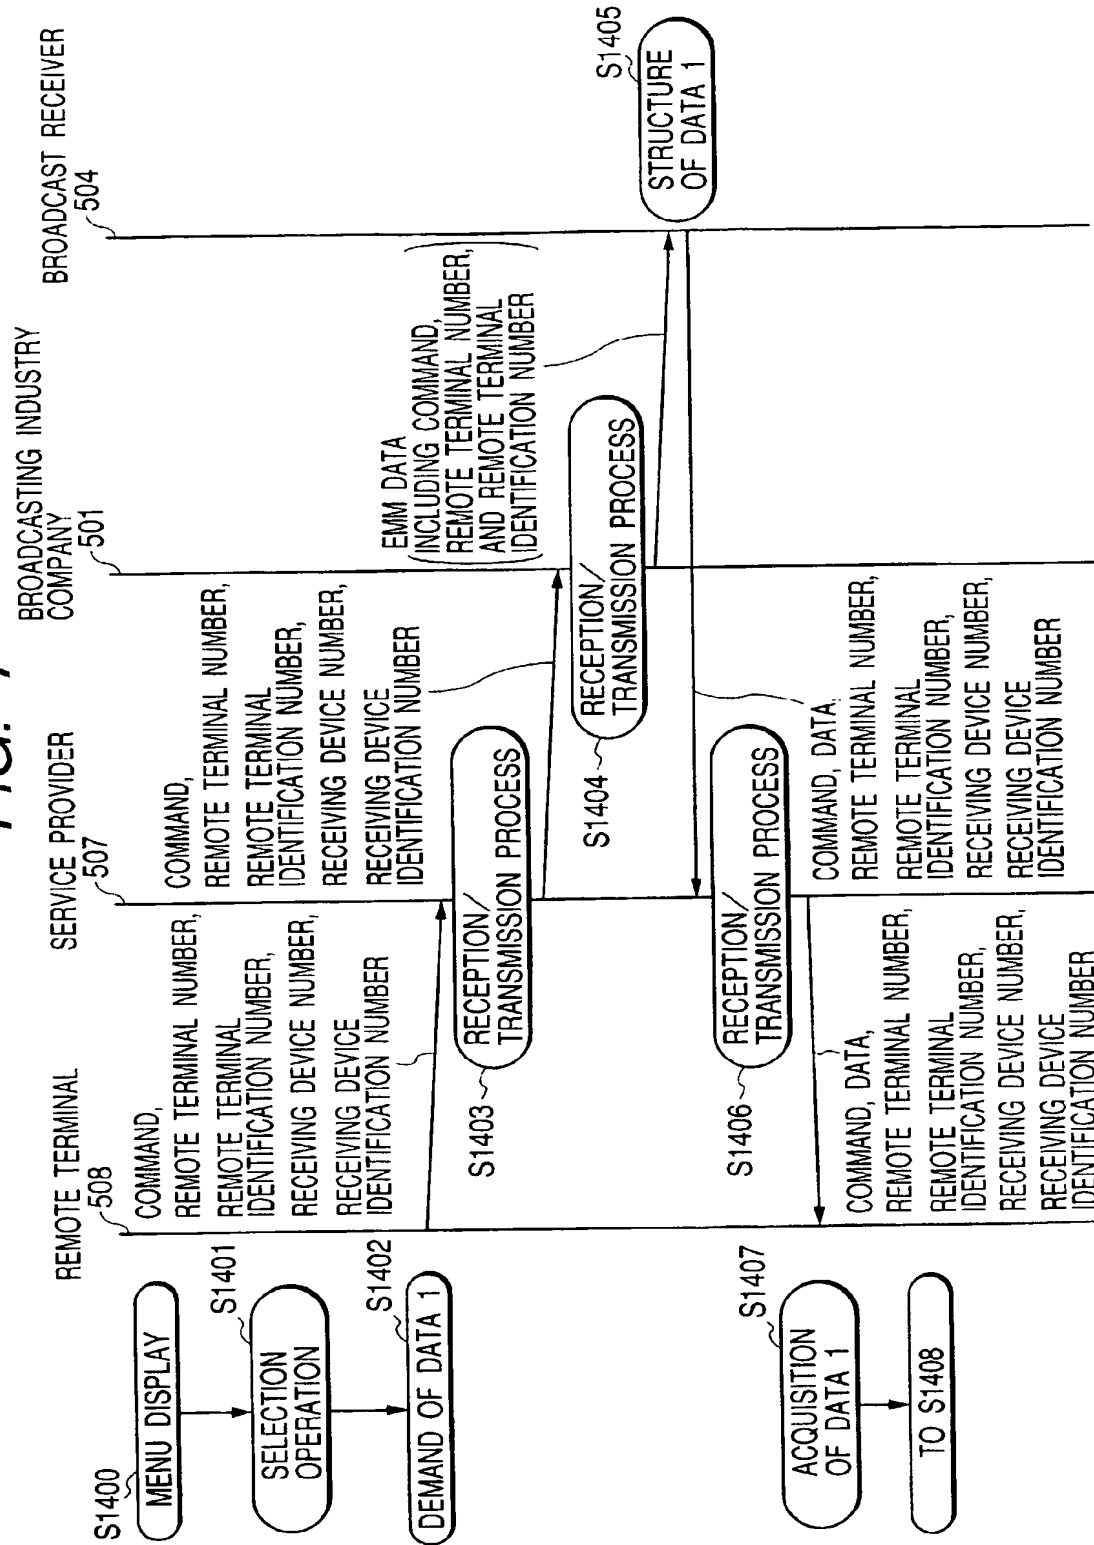 FIG.
REMOTE TERMINAL
508
SERVICE PROVIDER
507
BROADCASTING INDUSTRY
COMPANY
501
BROADCAST RECEIVER
504
S1400
MENU DISPLAY
S1401
SELECTION
OPERATION
S1402
DEMAND OF DATA 1
COMMAND,
REMOTE TERMINAL NUMBER,
REMOTE TERMINAL
IDENTIFICATION NUMBER,
RECEIVING DEVICE NUMBER,
RECEIVING DEVICE
IDENTIFICATION NUMBER
S1403
RECEPTION/
TRANSMISSION PROCESS
COMMAND,
REMOTE TERMINAL NUMBER,
REMOTE TERMINAL
IDENTIFICATION NUMBER,
RECEIVING DEVICE NUMBER,
RECEIVING DEVICE
IDENTIFICATION NUMBER
S1404
RECEPTION/
TRANSMISSION PROCESS
EMM DATA
(INCLUDING COMMAND,
REMOTE TERMINAL NUMBER,
AND REMOTE TERMINAL
IDENTIFICATION NUMBER)
S1405
STRUCTURE
OF DATA 1
COMMAND, DATA,
REMOTE TERMINAL NUMBER,
REMOTE TERMINAL
IDENTIFICATION NUMBER,
RECEIVING DEVICE NUMBER,
RECEIVING DEVICE
IDENTIFICATION NUMBER
S1406
RECEPTION/
TRANSMISSION PROCESS
COMMAND, DATA,
REMOTE TERMINAL NUMBER,
REMOTE TERMINAL
IDENTIFICATION NUMBER,
RECEIVING DEVICE NUMBER,
RECEIVING DEVICE
IDENTIFICATION NUMBER
S1407
ACQUISITION
OF DATA 1
TO S1408